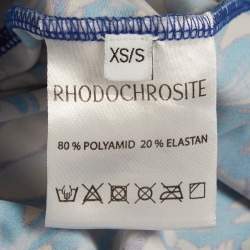 XS/S
RHODOCHROSITE
80 % POLYAMID 20 % ELASTAN